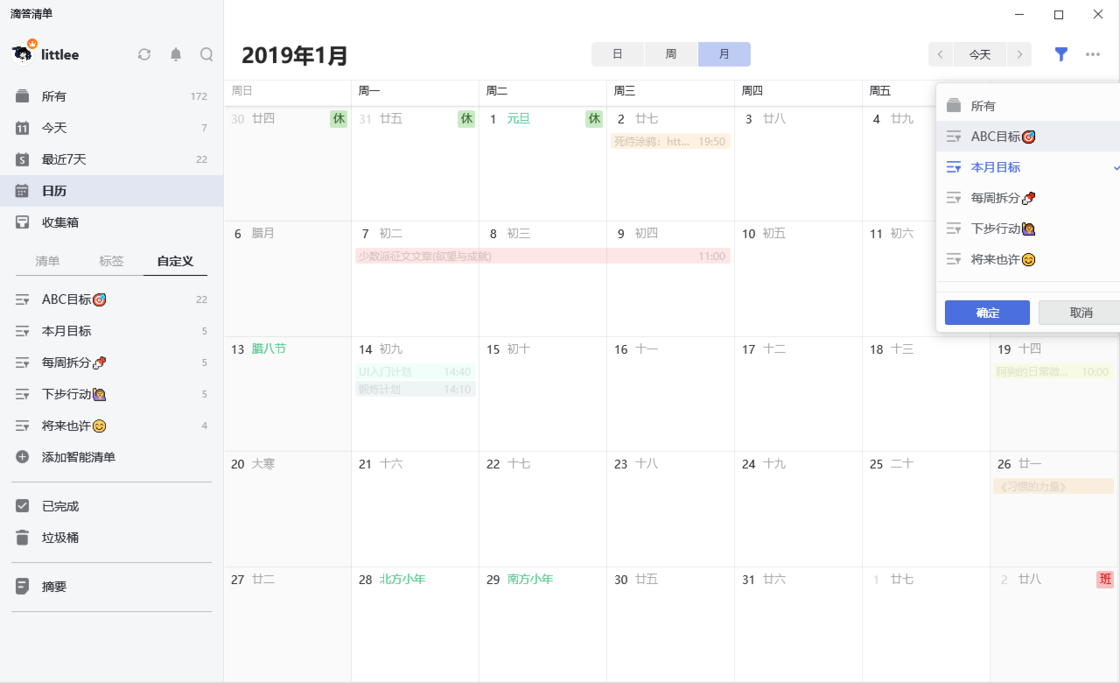 滴答清单
littlee
所有 172
今天 7
最近7天 22
日历
收集箱
清单 标签 自定义
ABC目标🎯 22
本月目标 5
每周拆分📌 5
下步行动🙋 5
将来也许😊 4
添加智能清单
已完成
垃圾桶
摘要
2019年1月
日 周 月
今天
周日 周一 周二 周三 周四 周五
30 廿四 休 31 廿五 休 1 元旦 休 2 廿七 3 廿八 4 廿九
死侍涂鸦：htt... 19:50
6 腊月 7 初二 8 初三 9 初四 10 初五 11 初六
少数派征文文章(欲望与成就) 11:00
13 腊八节 14 初九 15 初十 16 十一 17 十二 18 十三 19 十四
UI入门计划 14:40
锻炼计划 14:10
阿狗的日常微... 10:00
20 大寒 21 十六 22 十七 23 十八 24 十九 25 二十 26 廿一
《习惯的力量》
27 廿二 28 北方小年 29 南方小年 30 廿五 31 廿六 1 廿七 2 廿八 班
所有
ABC目标🎯
本月目标
每周拆分📌
下步行动🙋
将来也许😊
确定 取消